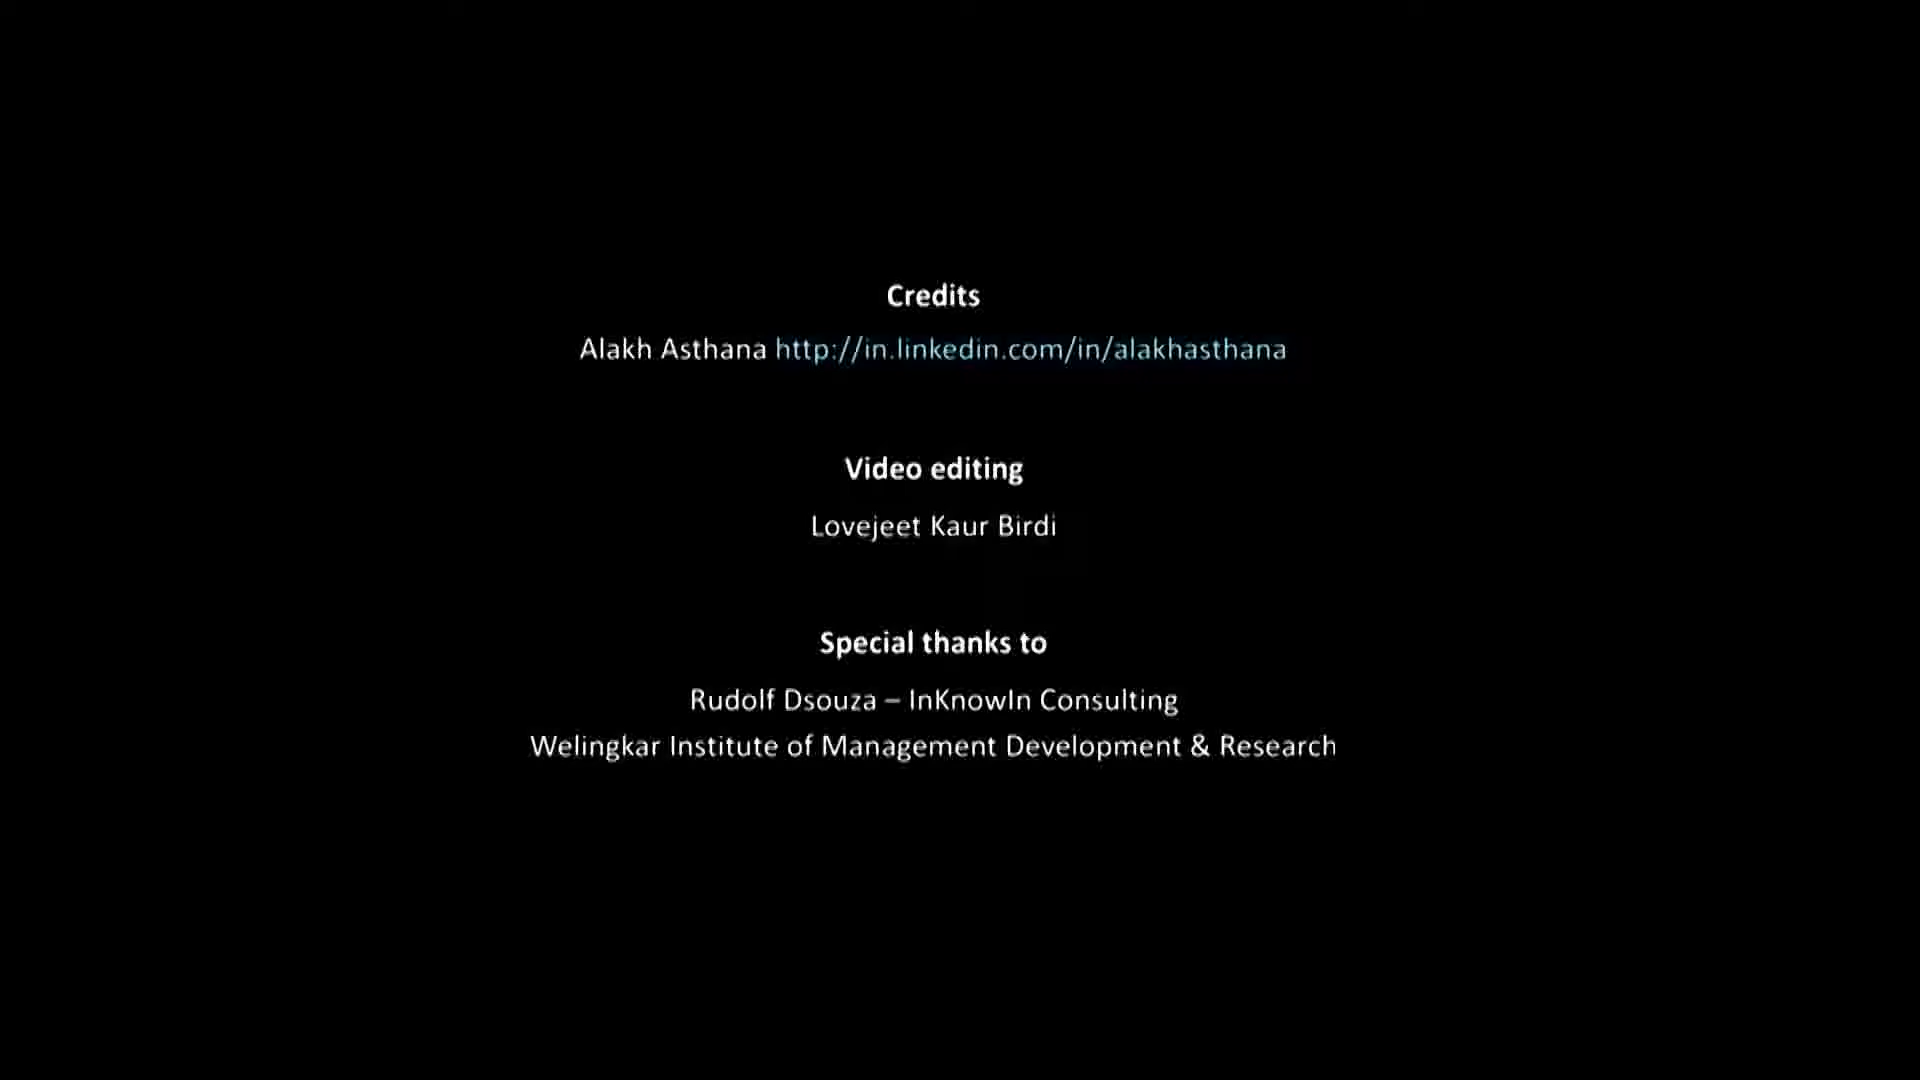 Credits
Alakh Asthana http://in.linkedin.com/in/alakhasthana
Video editing
Lovejeet Kaur Birdi
Special thanks to
Rudolf Dsouza – InKnowIn Consulting
Welingkar Institute of Management Development & Research